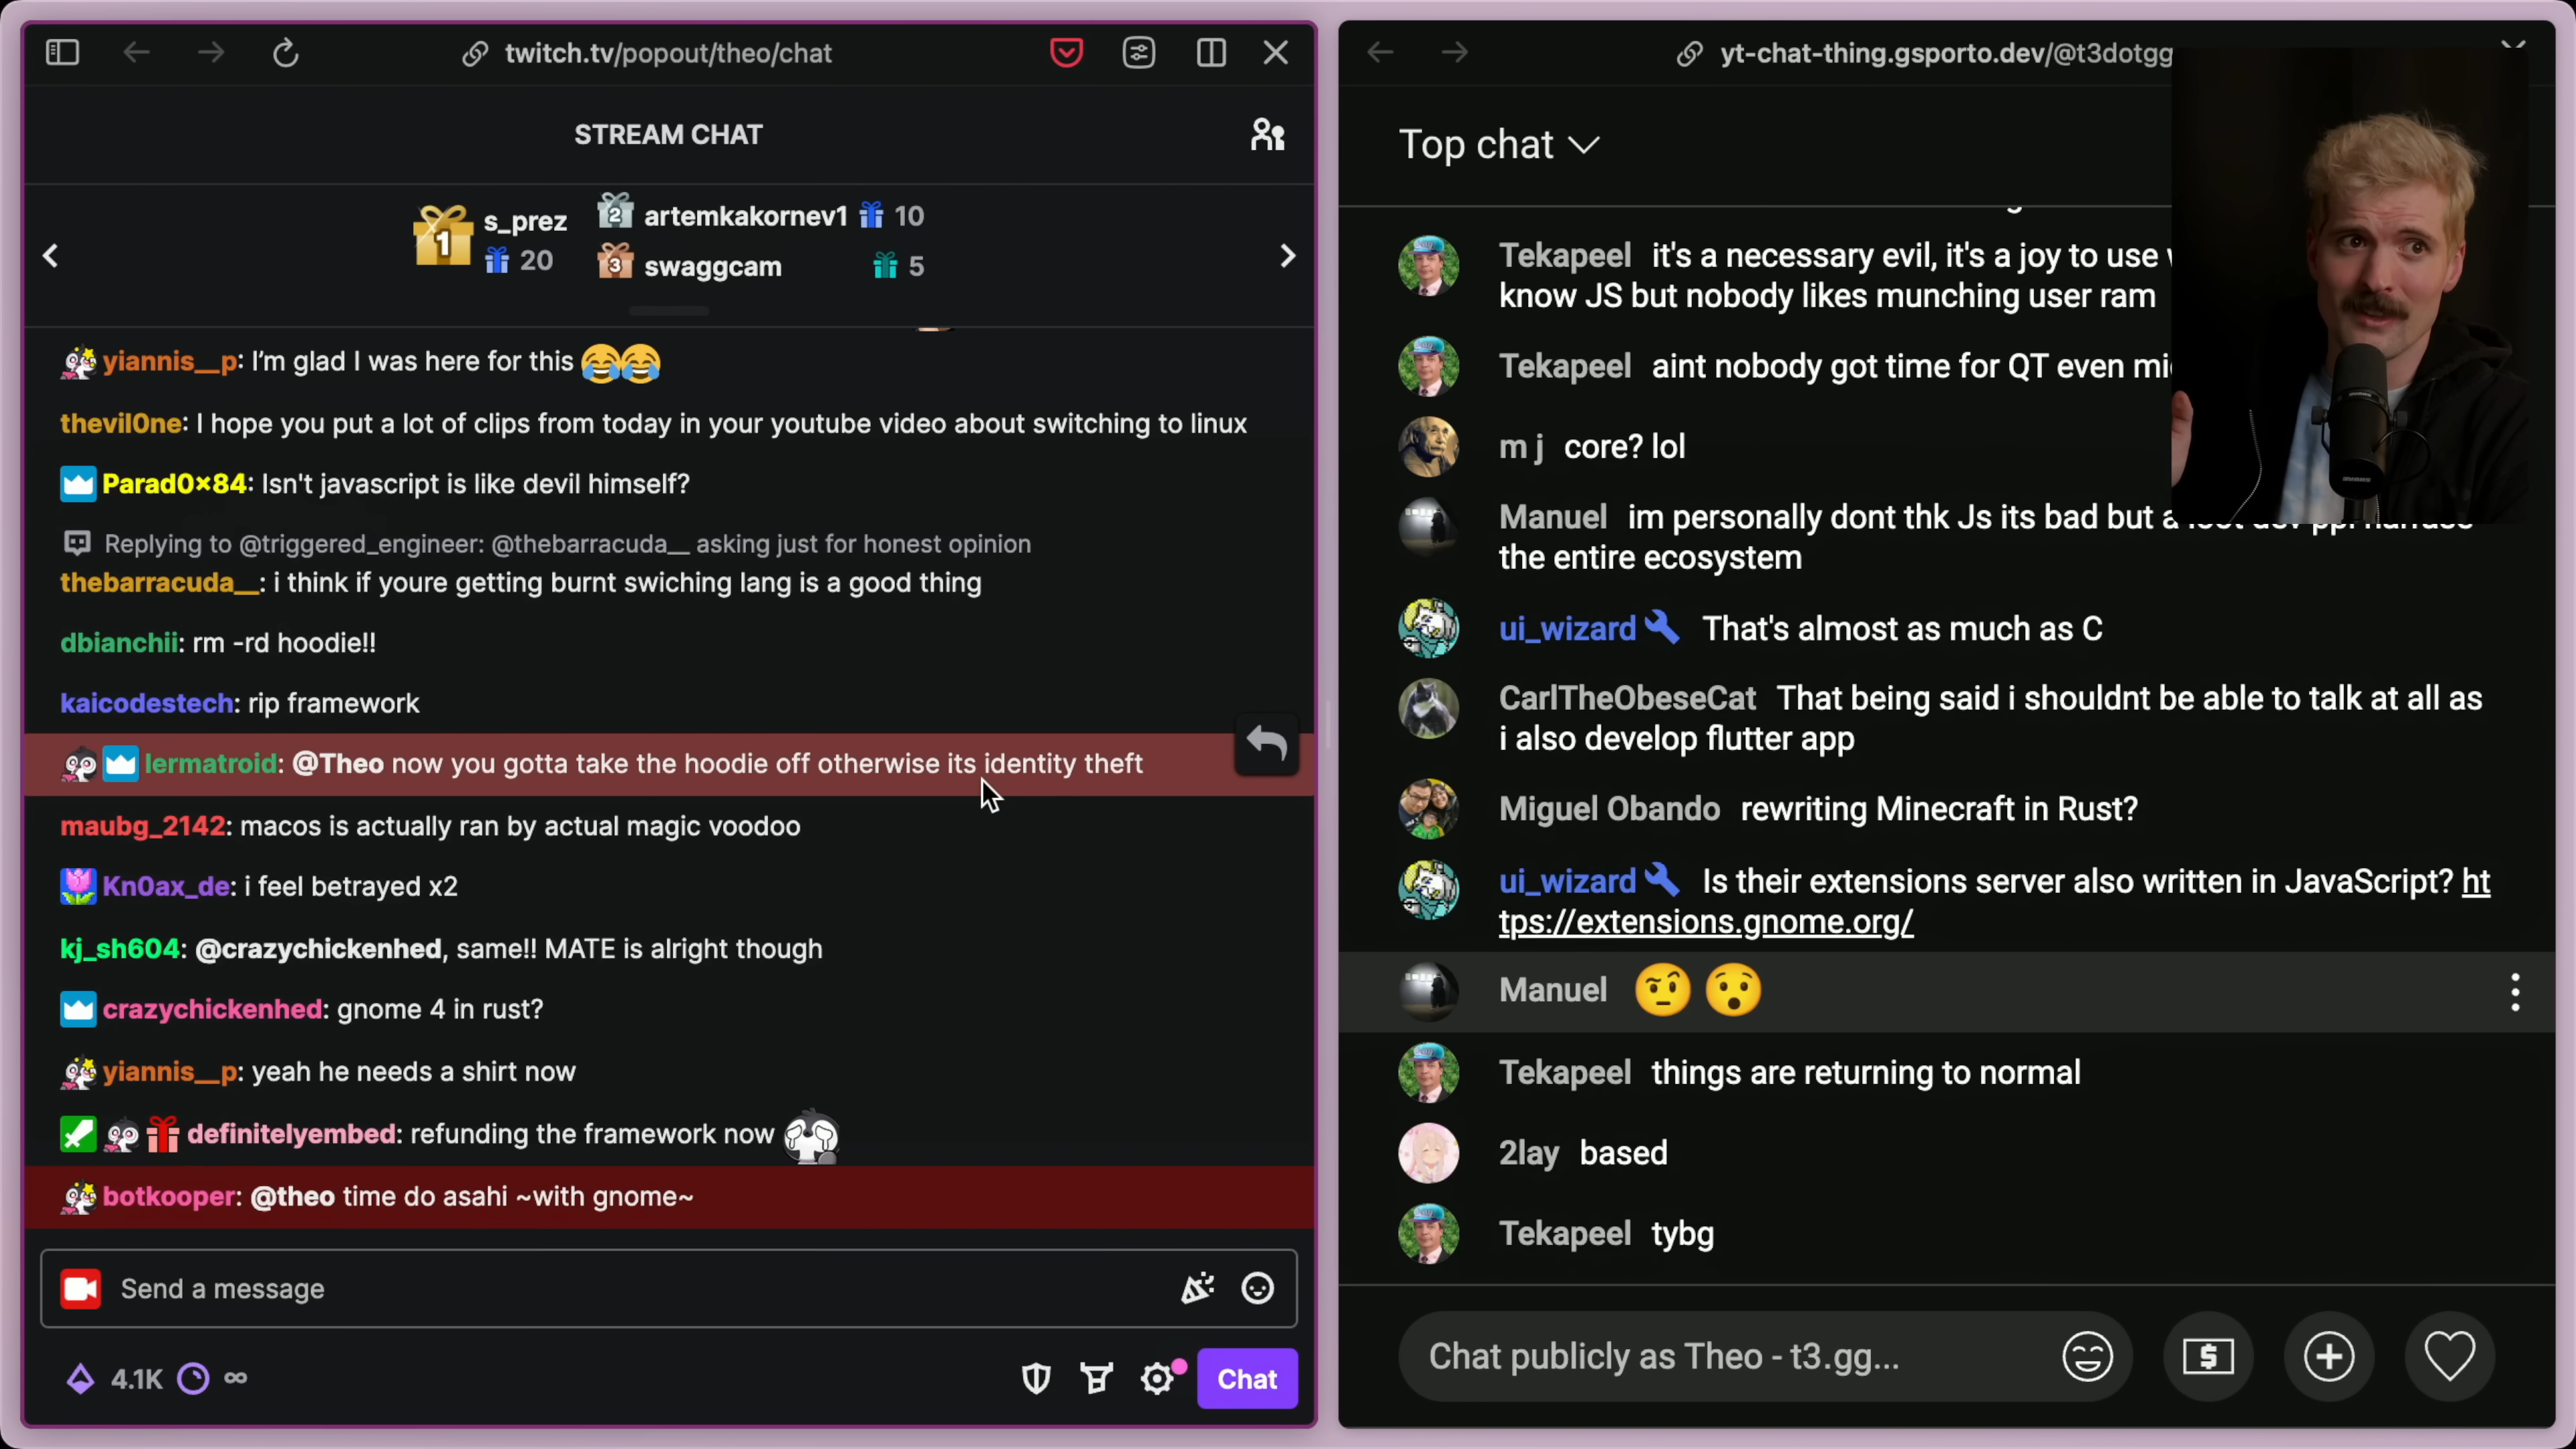 twitch.tv/popout/theo/chat
STREAM CHAT
1
s_prez
20
2
artemkakornev1
10
3
swaggcam
5
yiannis__p: I'm glad I was here for this 😂😂
thevil0ne: I hope you put a lot of clips from today in your youtube video about switching to linux
Parad0x84: Isn't javascript is like devil himself?
Replying to @triggered_engineer: @thebarracuda__ asking just for honest opinion
thebarracuda__: i think if youre getting burnt swiching lang is a good thing
dbianchii: rm -rd hoodie!!
kaicodestech: rip framework
lermatroid: @Theo now you gotta take the hoodie off otherwise its identity theft
maubg_2142: macos is actually ran by actual magic voodoo
Kn0ax_de: i feel betrayed x2
kj_sh604: @crazychickenhed, same!! MATE is alright though
crazychickenhed: gnome 4 in rust?
yiannis__p: yeah he needs a shirt now
definitelyembed: refunding the framework now
botkooper: @theo time do asahi ~with gnome~
Send a message
4.1K
∞
Chat
yt-chat-thing.gsporto.dev/@t3dotgg
Top chat
Tekapeel it's a necessary evil, it's a joy to use
know JS but nobody likes munching user ram
Tekapeel aint nobody got time for QT even
m j core? lol
Manuel im personally dont thk Js its bad but a
the entire ecosystem
ui_wizard That's almost as much as C
CarlTheObeseCat That being said i shouldnt be able to talk at all as
i also develop flutter app
Miguel Obando rewriting Minecraft in Rust?
ui_wizard Is their extensions server also written in JavaScript? ht
tps://extensions.gnome.org/
Manuel 🤨 😯
Tekapeel things are returning to normal
2lay based
Tekapeel tybg
Chat publicly as Theo - t3.gg...